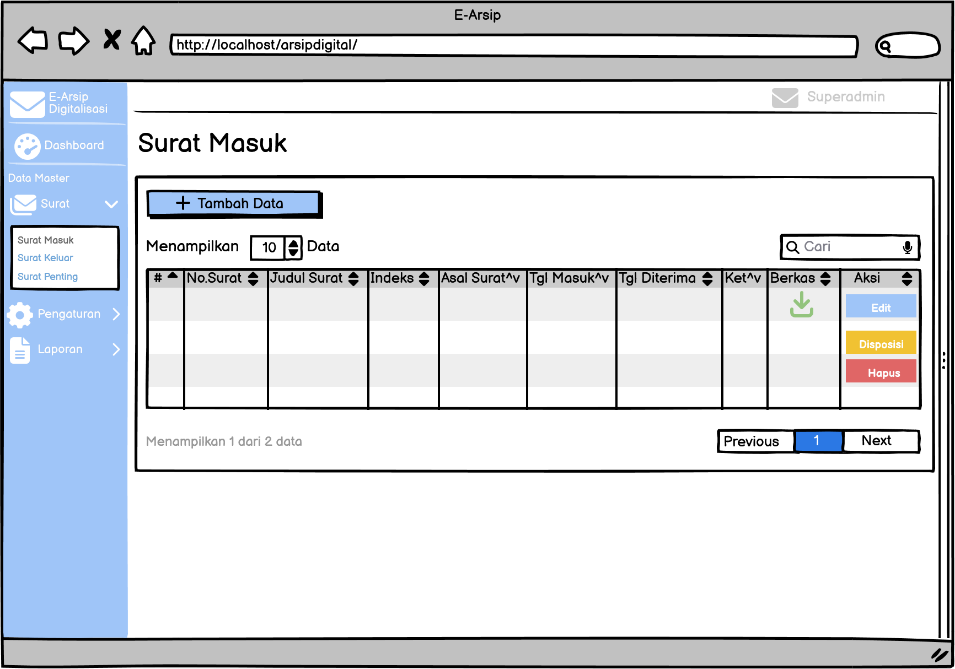 E-Arsip
http://localhost/arsipdigital/
E-Arsip
Digitalisasi
Superadmin
Dashboard
Surat Masuk
Data Master
Surat
+ Tambah Data
Surat Masuk
Surat Keluar
Surat Penting
Menampilkan 10 Data
Cari
# No.Surat Judul Surat Indeks Asal Surat^v Tgl Masuk^v Tgl Diterima Ket^v Berkas Aksi
Edit
Pengaturan
Disposisi
Laporan
Hapus
Menampilkan 1 dari 2 data
Previous 1 Next